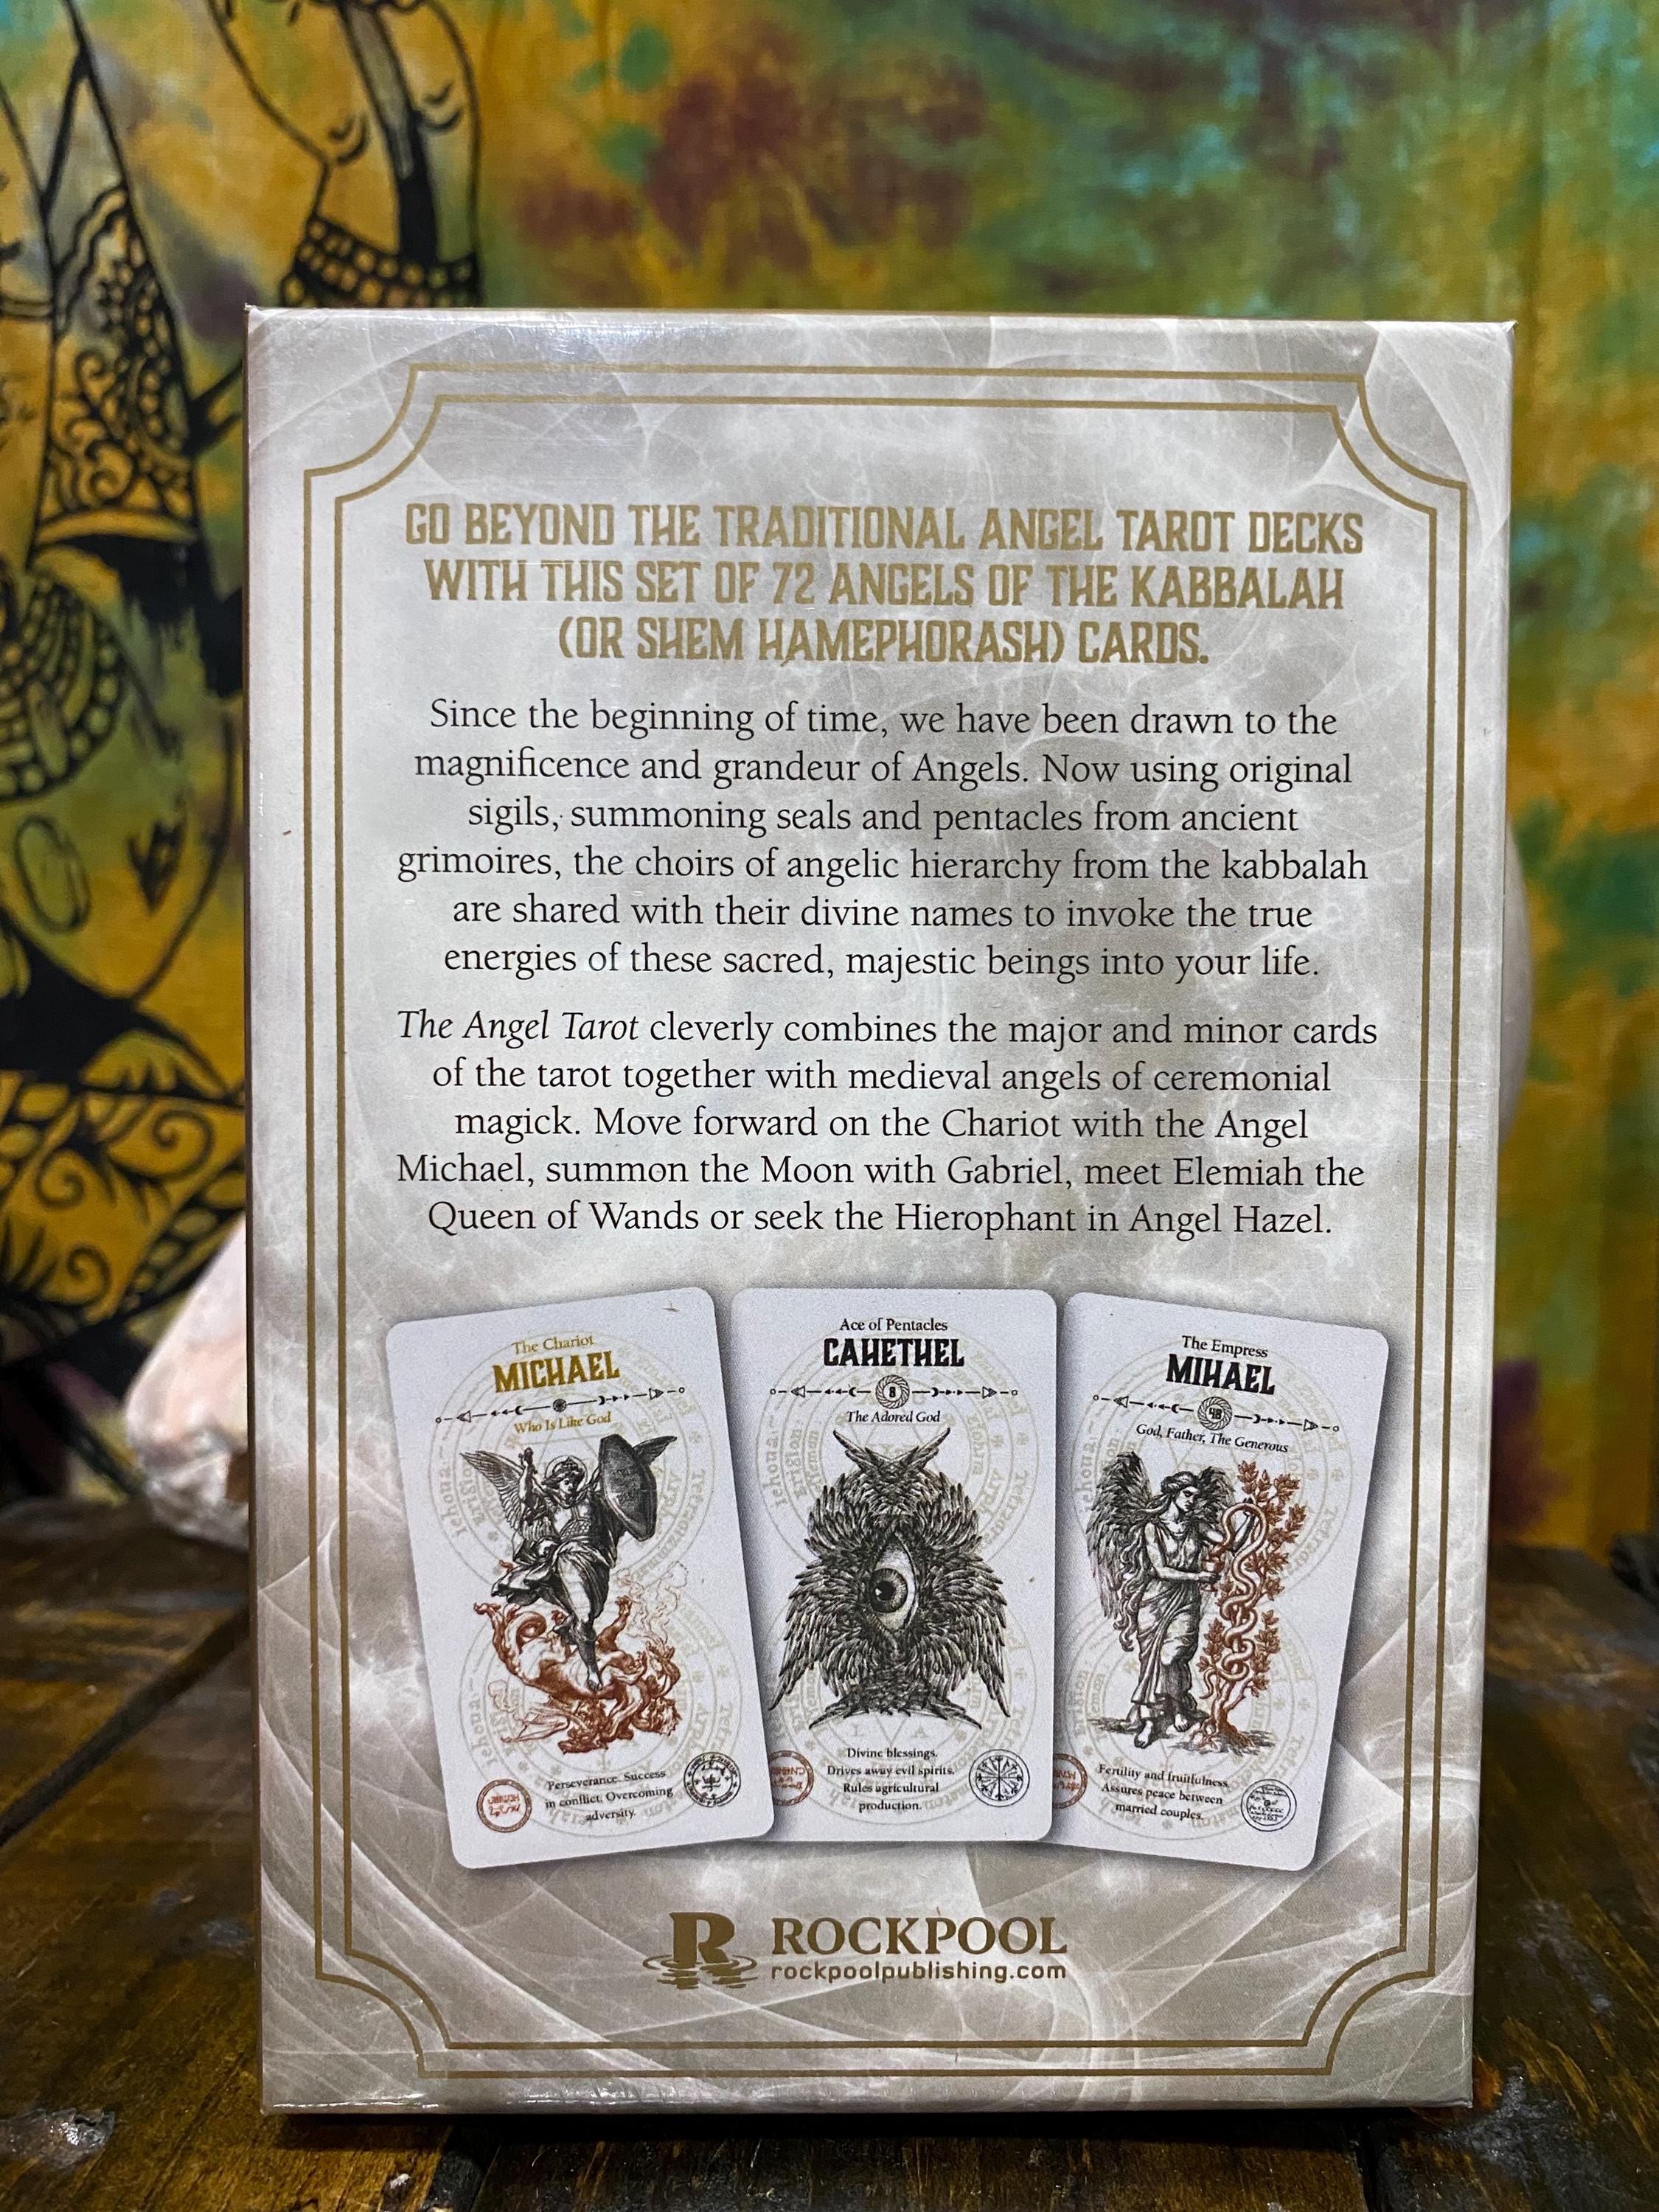 GO BEYOND THE TRADITIONAL ANGEL TAROT DECKS
WITH THIS SET OF 72 ANGELS OF THE KABBALAH
(OR SHEM HAMEPHORASH) CARDS.
Since the beginning of time, we have been drawn to the
magnificence and grandeur of Angels. Now using original
sigils, summoning seals and pentacles from ancient
grimoires, the choirs of angelic hierarchy from the kabbalah
are shared with their divine names to invoke the true
energies of these sacred, majestic beings into your life.
The Angel Tarot cleverly combines the major and minor cards
of the tarot together with medieval angels of ceremonial
magick. Move forward on the Chariot with the Angel
Michael, summon the Moon with Gabriel, meet Elemiah the
Queen of Wands or seek the Hierophant in Angel Hazel.
The Chariot
MICHAEL
Who Is Like God
Perseverance. Success
in conflict. Overcoming
adversity.
Ace of Pentacles
CAHETHEL
8
The Adored God
Divine blessings.
Drives away evil spirits.
Rules agricultural
production.
The Empress
MIHAEL
48
God, Father, The Generous
Fertility and fruitfulness.
Assures peace between
married couples.
R ROCKPOOL
rockpoolpublishing.com